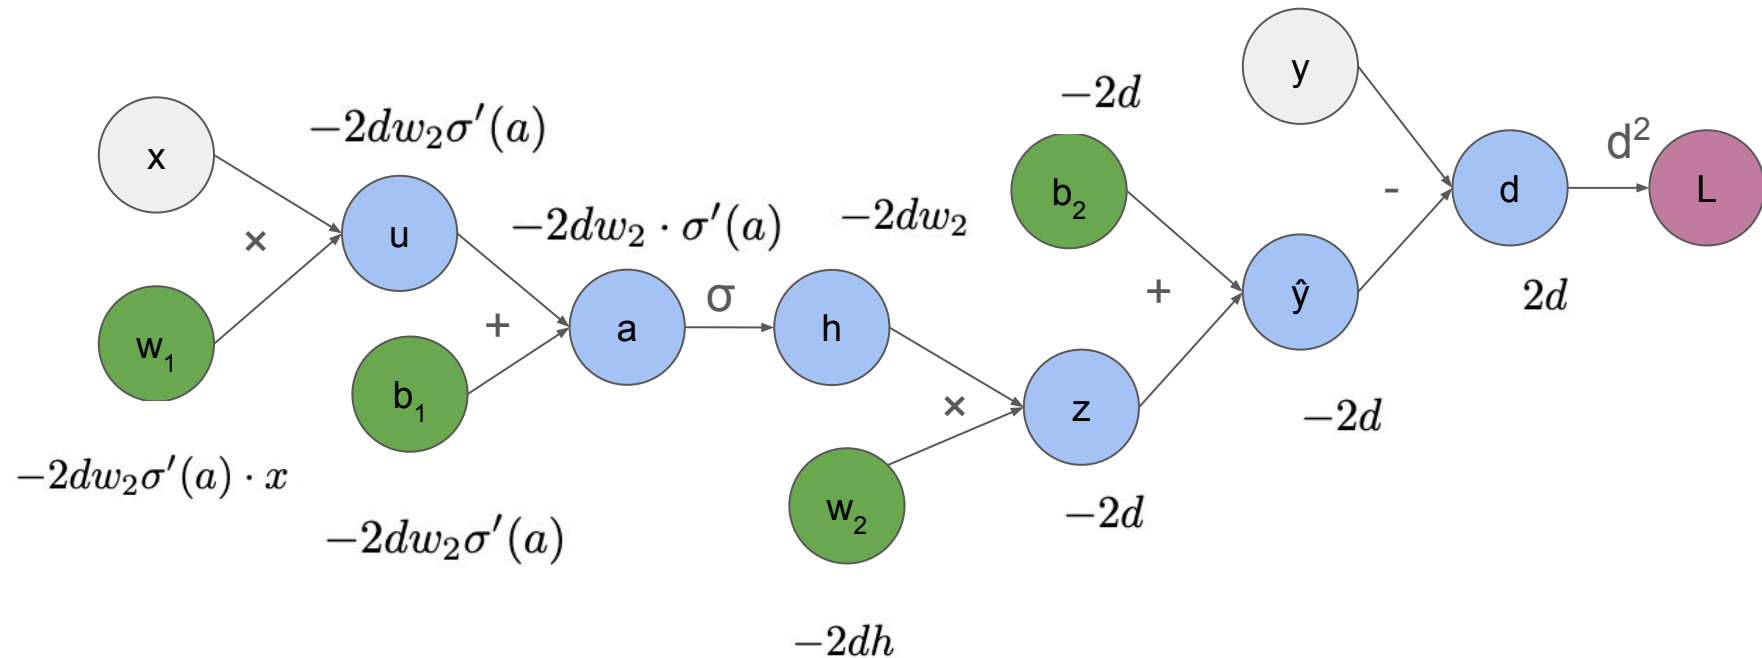 y
−2d
d²
−2dw₂σ′(a)
x
b₂
-
d
L
−2dw₂ · σ′(a)
−2dw₂
u
×
σ
+
ŷ
2d
+
a
h
w₁
b₁
×
z
−2d
−2dw₂σ′(a) · x
w₂
−2d
−2dw₂σ′(a)
−2dh